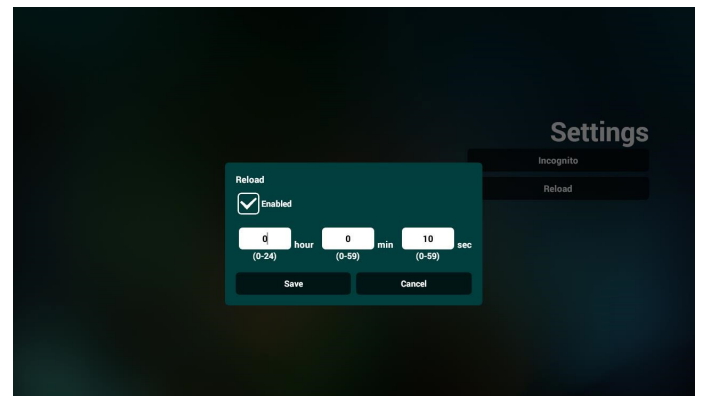 Settings
Incognito
Reload
Reload
Enabled
0 hour 0 min 10 sec
(0-24) (0-59) (0-59)
Save Cancel